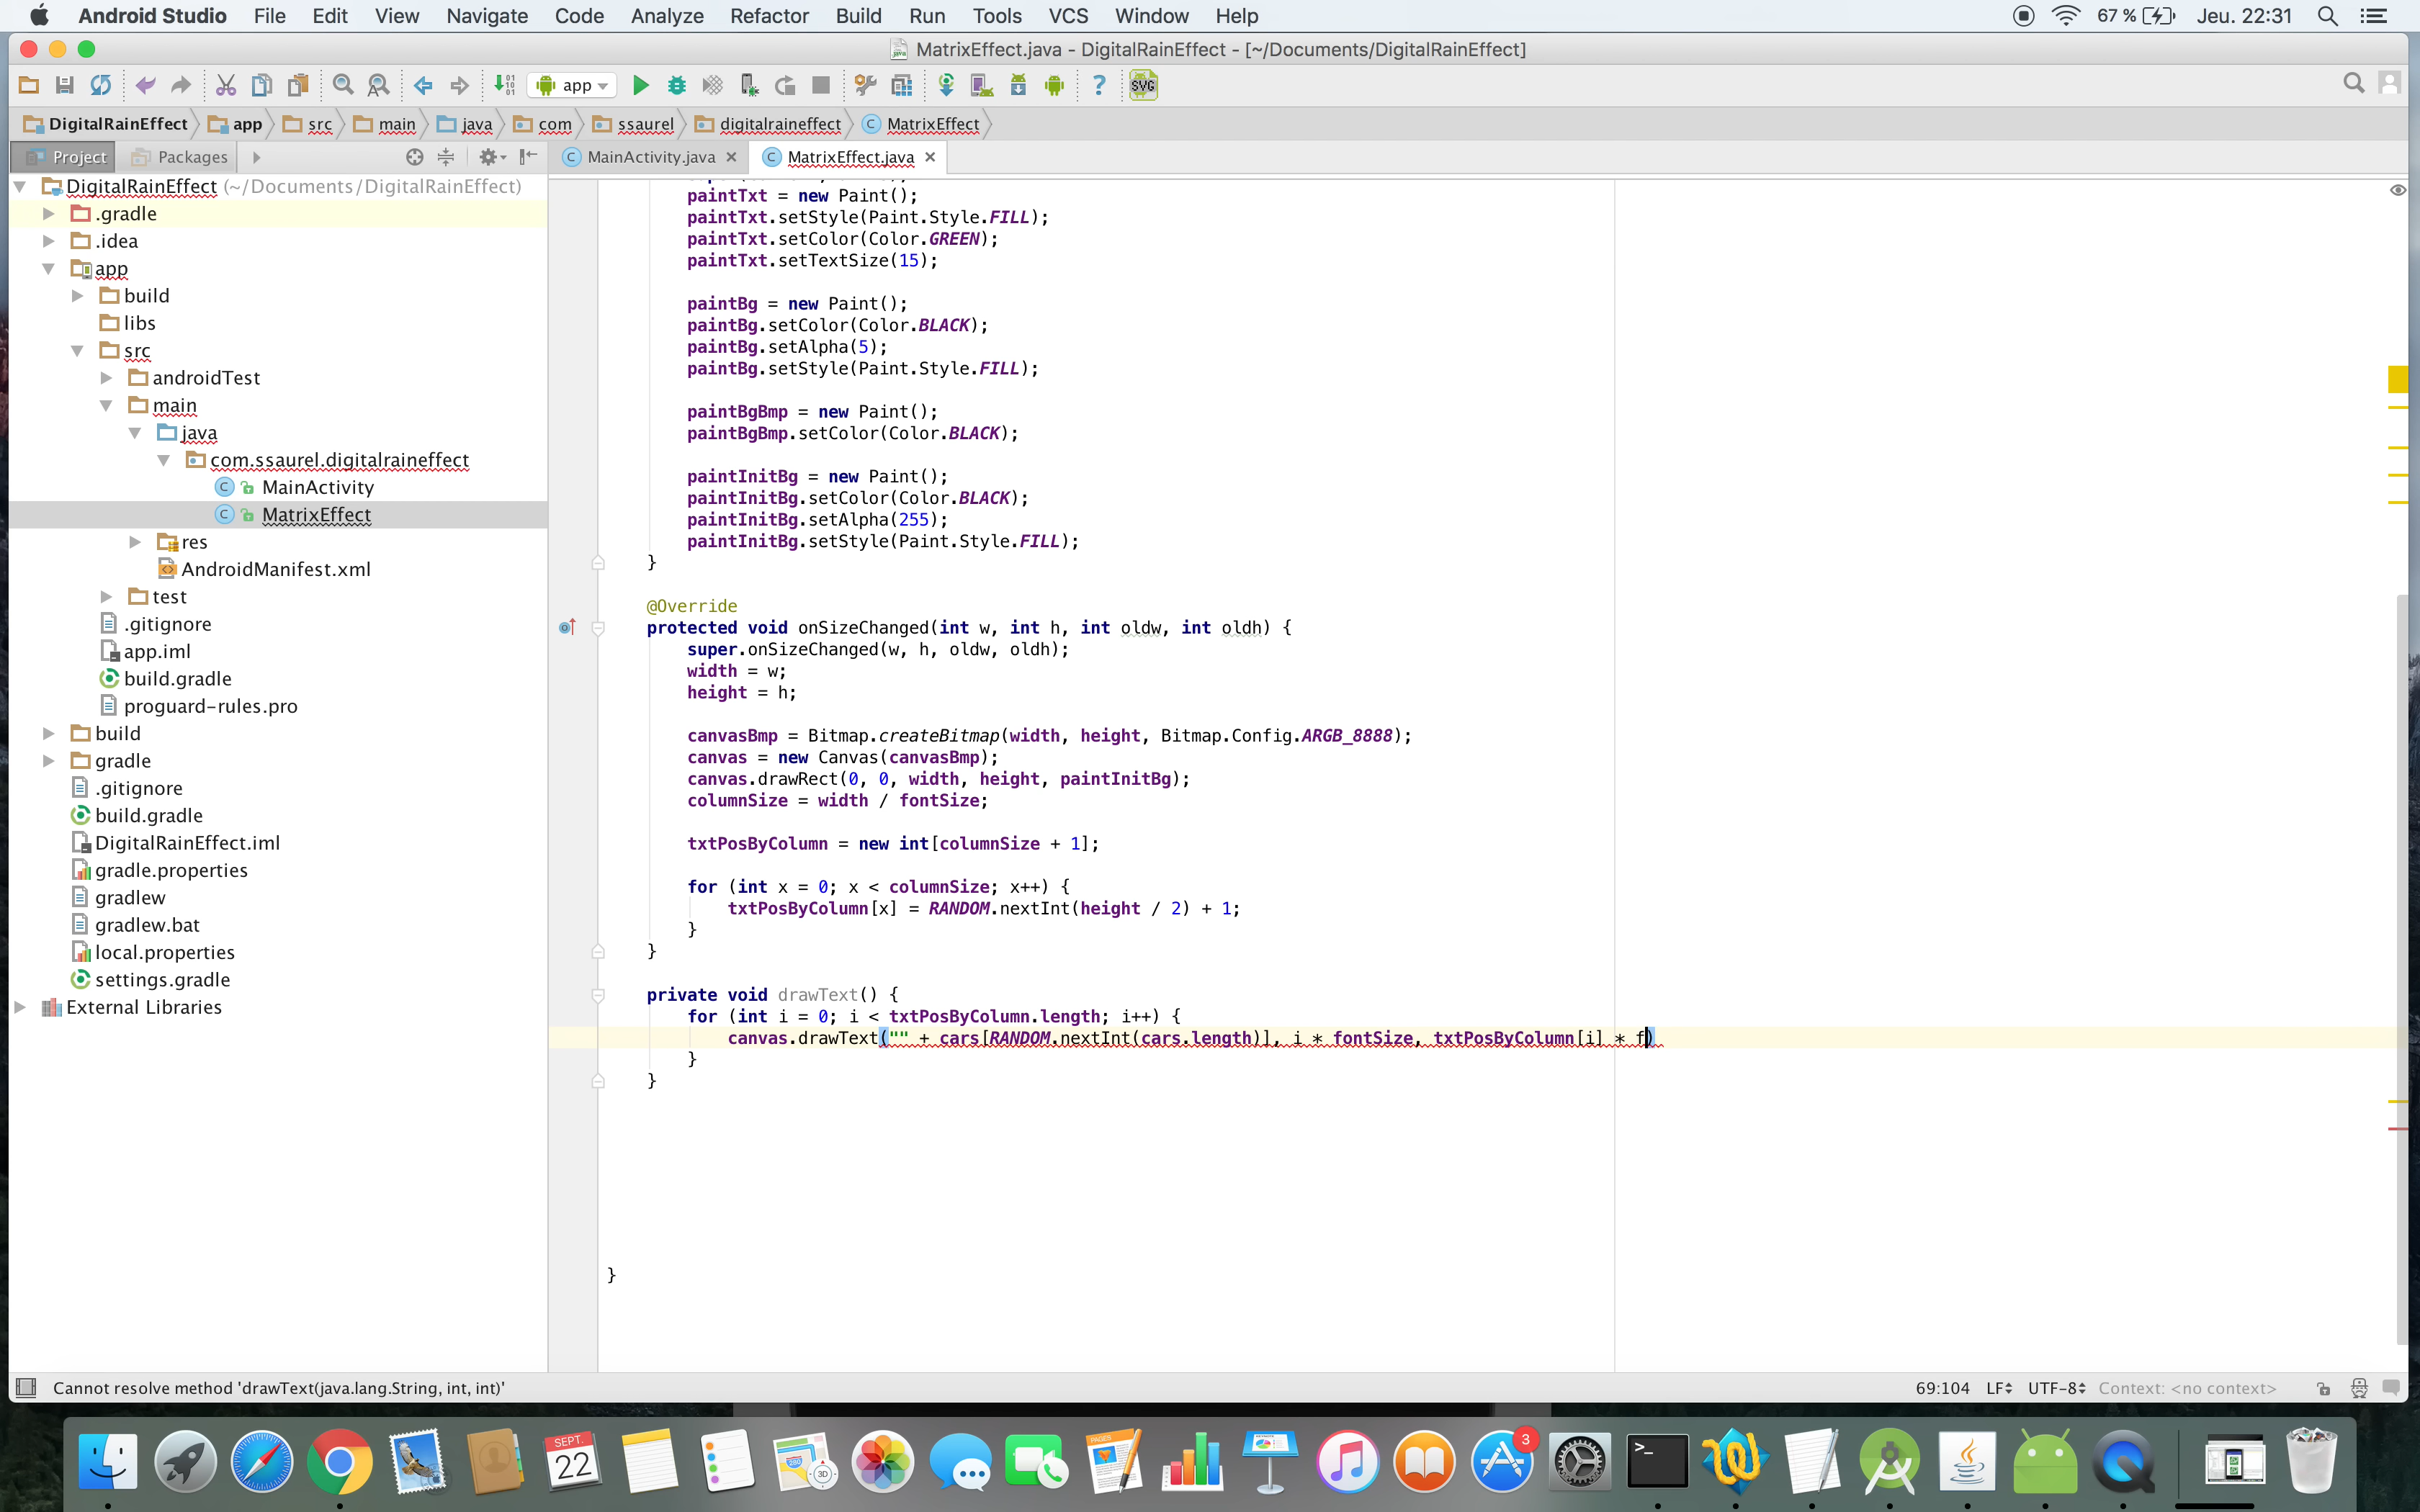 Android Studio File Edit View Navigate Code Analyze Refactor Build Run Tools VCS Window Help 67 % Jeu. 22:31
MatrixEffect.java - DigitalRainEffect - [~/Documents/DigitalRainEffect]
app ? SVG
DigitalRainEffect app src main java com ssaurel digitalraineffect MatrixEffect
Project Packages MainActivity.java MatrixEffect.java
DigitalRainEffect (~/Documents/DigitalRainEffect)
.gradle
.idea
app
build
libs
src
androidTest
main
java
com.ssaurel.digitalraineffect
MainActivity
MatrixEffect
res
AndroidManifest.xml
test
.gitignore
app.iml
build.gradle
proguard-rules.pro
build
gradle
.gitignore
build.gradle
DigitalRainEffect.iml
gradle.properties
gradlew
gradlew.bat
local.properties
settings.gradle
External Libraries
paintTxt = new Paint();
paintTxt.setStyle(Paint.Style.FILL);
paintTxt.setColor(Color.GREEN);
paintTxt.setTextSize(15);
paintBg = new Paint();
paintBg.setColor(Color.BLACK);
paintBg.setAlpha(5);
paintBg.setStyle(Paint.Style.FILL);
paintBgBmp = new Paint();
paintBgBmp.setColor(Color.BLACK);
paintInitBg = new Paint();
paintInitBg.setColor(Color.BLACK);
paintInitBg.setAlpha(255);
paintInitBg.setStyle(Paint.Style.FILL);
}
@Override
protected void onSizeChanged(int w, int h, int oldw, int oldh) {
super.onSizeChanged(w, h, oldw, oldh);
width = w;
height = h;
canvasBmp = Bitmap.createBitmap(width, height, Bitmap.Config.ARGB_8888);
canvas = new Canvas(canvasBmp);
canvas.drawRect(0, 0, width, height, paintInitBg);
columnSize = width / fontSize;
txtPosByColumn = new int[columnSize + 1];
for (int x = 0; x < columnSize; x++) {
txtPosByColumn[x] = RANDOM.nextInt(height / 2) + 1;
}
}
private void drawText() {
for (int i = 0; i < txtPosByColumn.length; i++) {
canvas.drawText("" + cars[RANDOM.nextInt(cars.length)], i * fontSize, txtPosByColumn[i] * f)
}
}
}
Cannot resolve method 'drawText(java.lang.String, int, int)' 69:104 LF UTF-8 Context: <no context>
SEPT.
22
PAGES
3